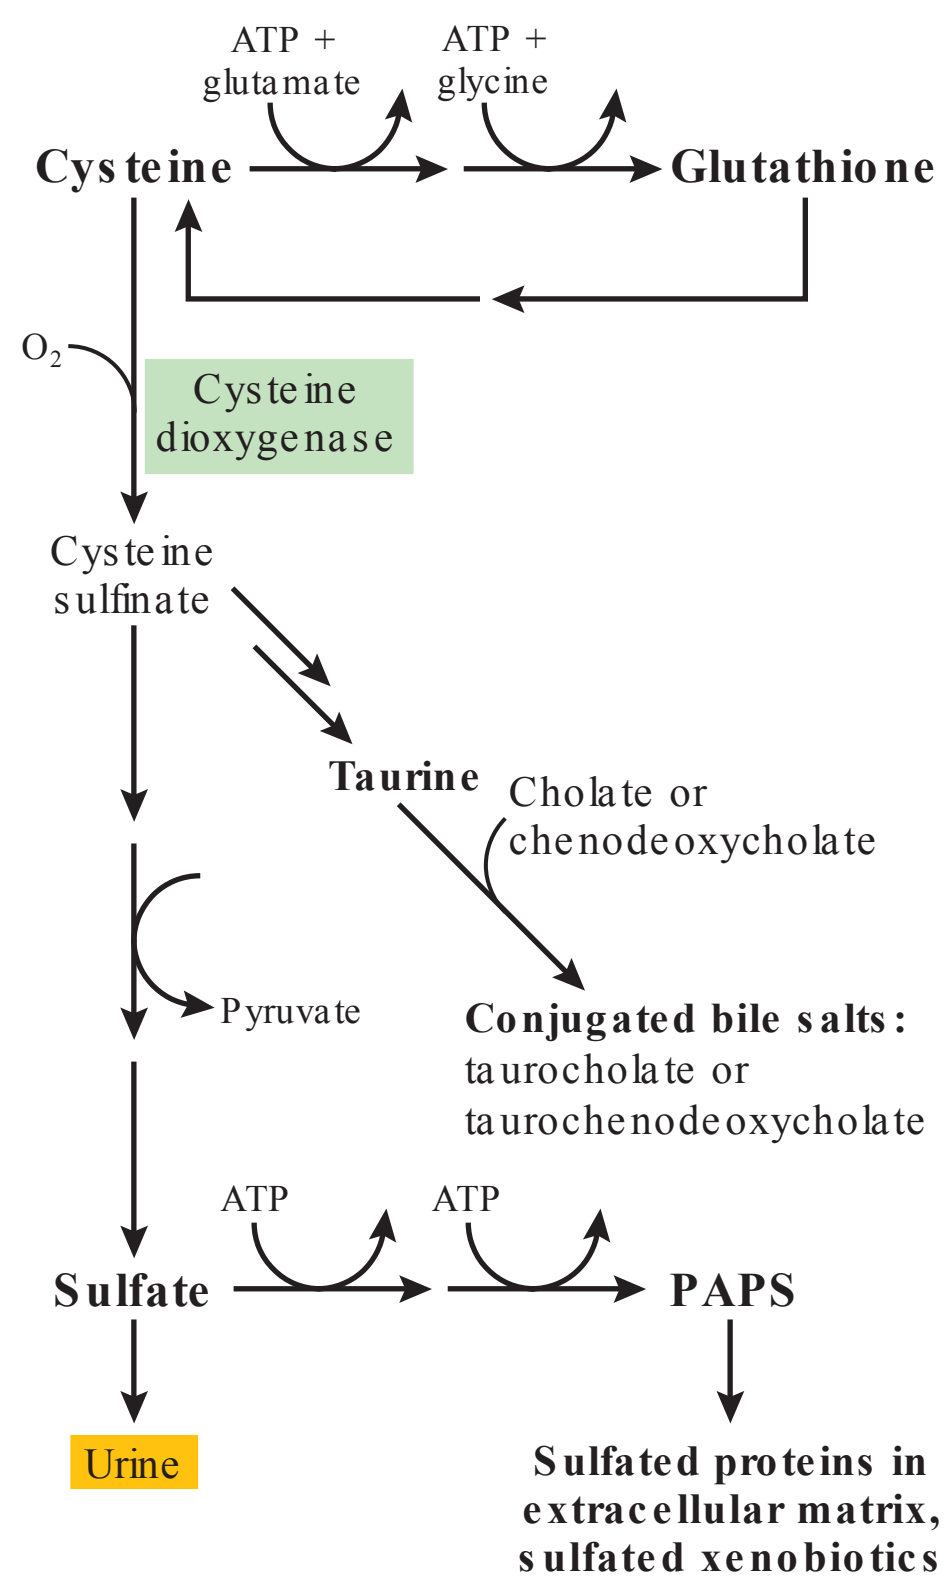 ATP +
glutamate
ATP +
glycine
Cysteine
Glutathione
O₂
Cysteine
dioxygenase
Cysteine
sulfinate
Taurine
Cholate or
chenodeoxycholate
Pyruvate
Conjugated bile salts:
taurocholate or
taurochenodeoxycholate
ATP
ATP
Sulfate
PAPS
Urine
Sulfated proteins in
extracellular matrix,
sulfated xenobiotics